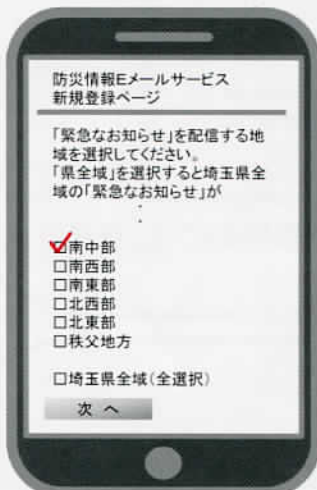 防災情報Eメールサービス
新規登録ページ
「緊急なお知らせ」を配信する地
域を選択してください。
「県全域」を選択すると埼玉県全
域の「緊急なお知らせ」が
：
☑南中部
□南西部
□南東部
□北西部
□北東部
□秩父地方
□埼玉県全域(全選択)
次 へ